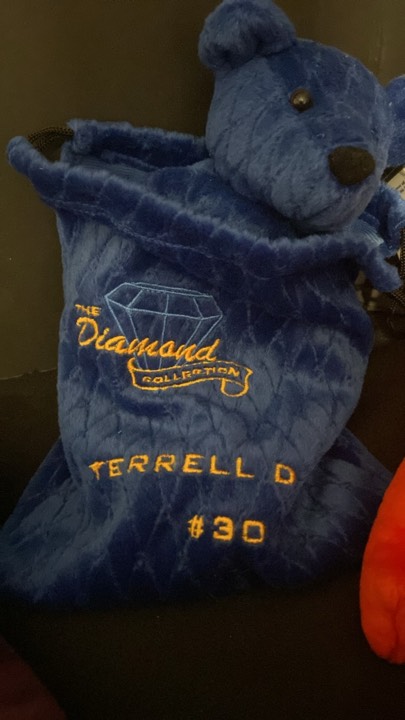 THE
Diamond
COLLECTION
TERRELL D
#30